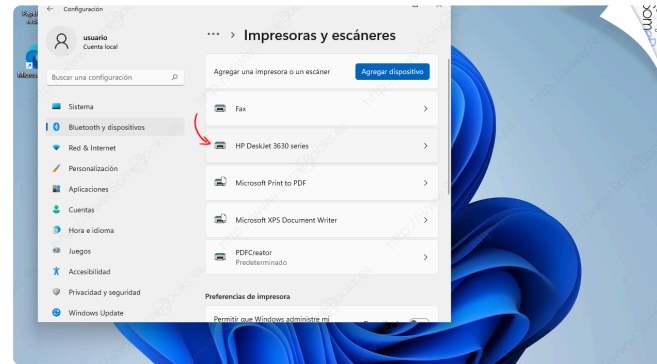 Configuración
usuario
Cuenta local
Buscar una configuración
Sistema
Bluetooth y dispositivos
Red & Internet
Personalización
Aplicaciones
Cuentas
Hora e idioma
Juegos
Accesibilidad
Privacidad y seguridad
Windows Update
... > Impresoras y escáneres
Agregar una impresora o un escáner
Agregar dispositivo
Fax
HP DeskJet 3630 series
Microsoft Print to PDF
Microsoft XPS Document Writer
PDFCreator
Predeterminado
Preferencias de impresora
Permitir que Windows administre mi